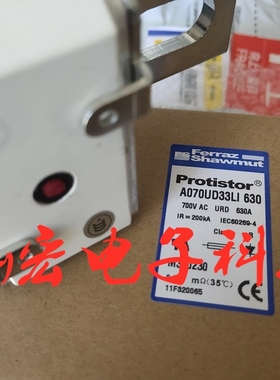 Ferraz
Shawmut
Protistor®
A070UD33LI 630
700V AC URD 630A
IR = 200kA IEC60269-4
宏电子科
mΩ(35℃)
11F320065